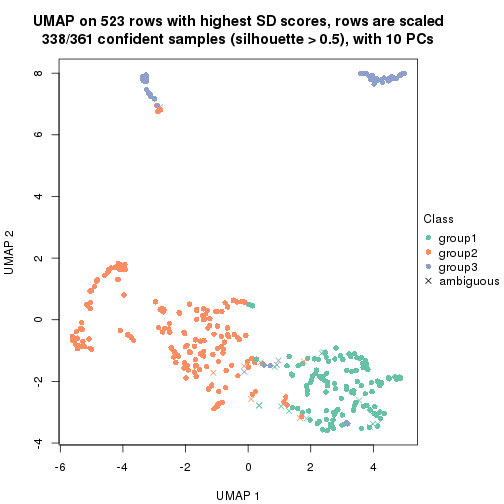 UMAP on 523 rows with highest SD scores, rows are scaled
338/361 confident samples (silhouette > 0.5), with 10 PCs
8
6
4
2
0
-2
-4
UMAP 2
-6
-4
-2
0
2
4
UMAP 1
Class
group1
group2
group3
ambiguous